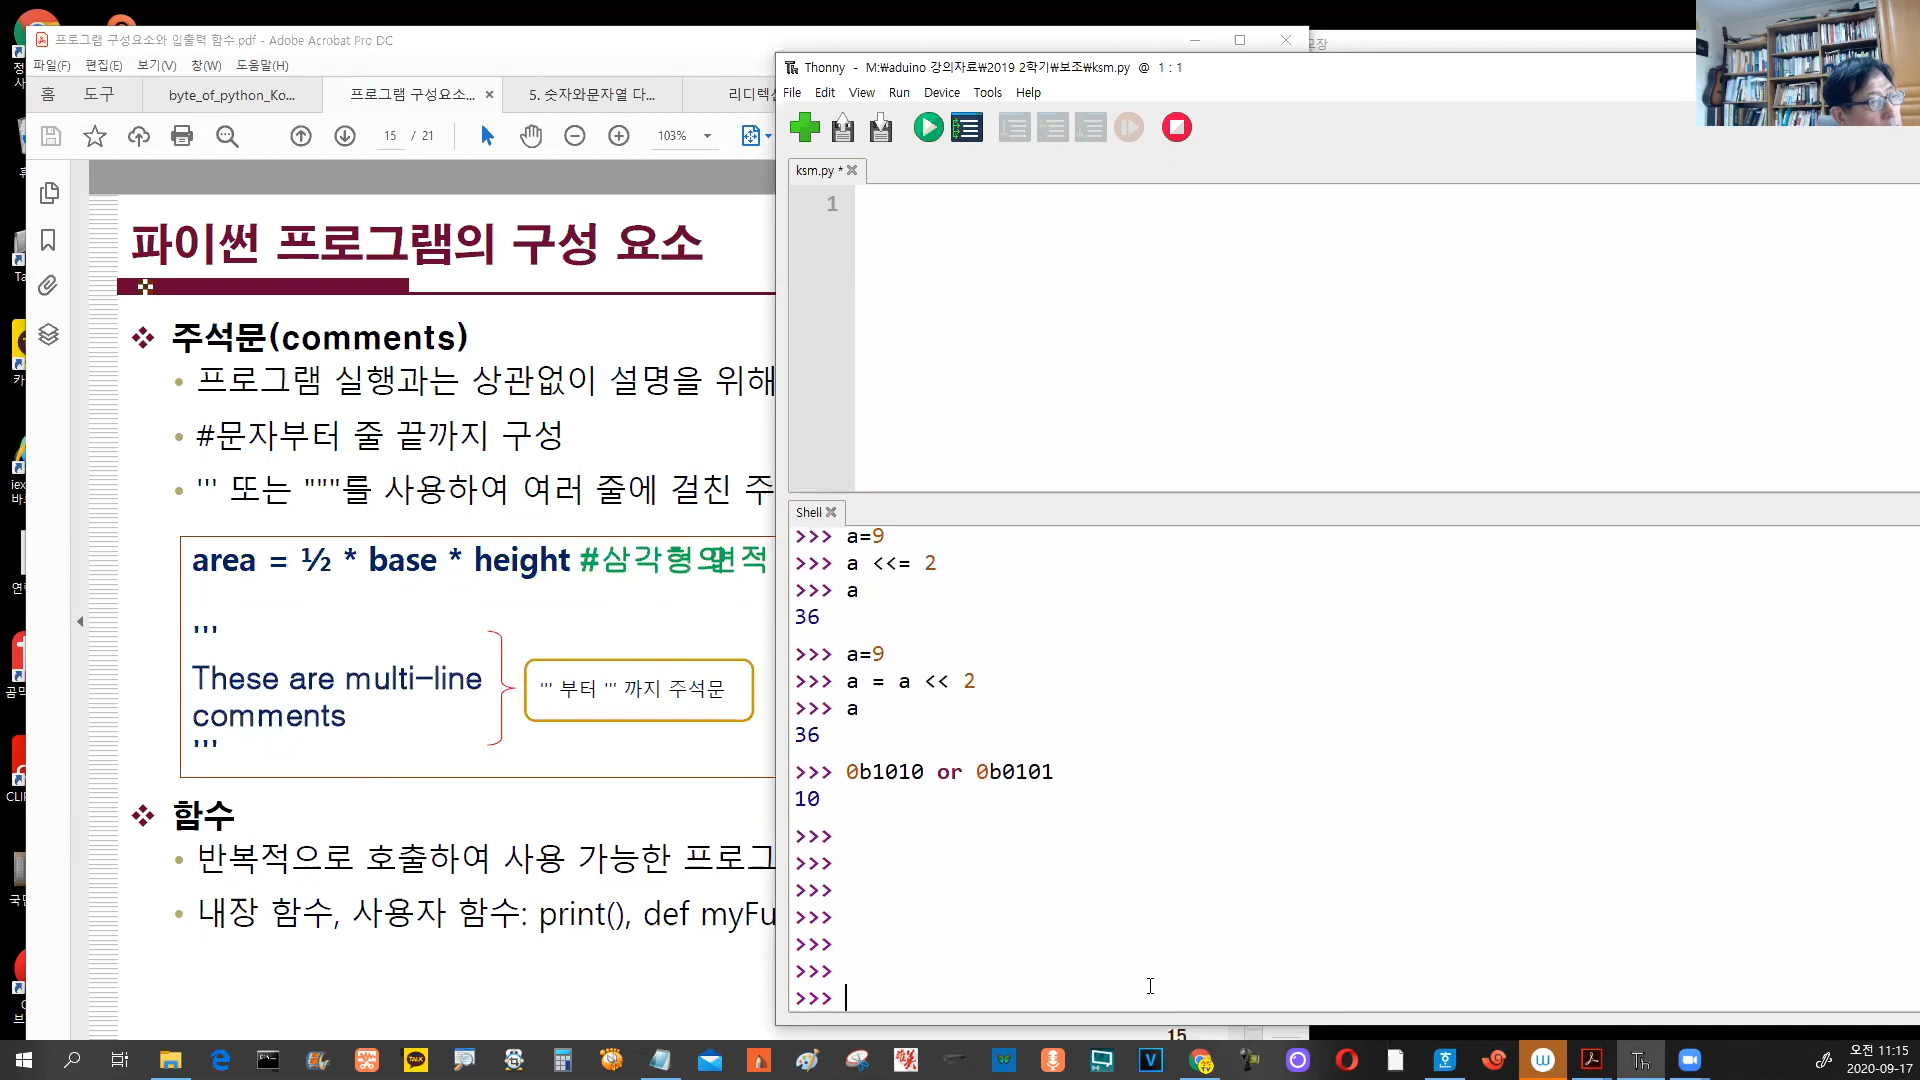 프로그램 구성요소와 입출력 함수.pdf - Adobe Acrobat Pro DC
파일(F) 편집(E) 보기(V) 창(W) 도움말(H)
홈 도구 byte_of_python_Ko... 프로그램 구성요소... 5. 숫자와문자열 다... 리디렉션
15 / 21 103%
파이썬 프로그램의 구성 요소
주석문(comments)
프로그램 실행과는 상관없이 설명을 위해
#문자부터 줄 끝까지 구성
''' 또는 """를 사용하여 여러 줄에 걸친 주
area = ½ * base * height #삼각형의면적
'''
These are multi-line
comments
'''
''' 부터 ''' 까지 주석문
함수
반복적으로 호출하여 사용 가능한 프로그
내장 함수, 사용자 함수: print(), def myFu
15
Thonny - M:\aduino 강의자료\2019 2학기\보조\ksm.py @ 1 : 1
File Edit View Run Device Tools Help
ksm.py *
1
Shell
>>> a=9
>>> a <<= 2
>>> a
36
>>> a=9
>>> a = a << 2
>>> a
36
>>> 0b1010 or 0b0101
10
>>>
>>>
>>>
>>>
>>>
>>>
>>>
오전 11:15
2020-09-17